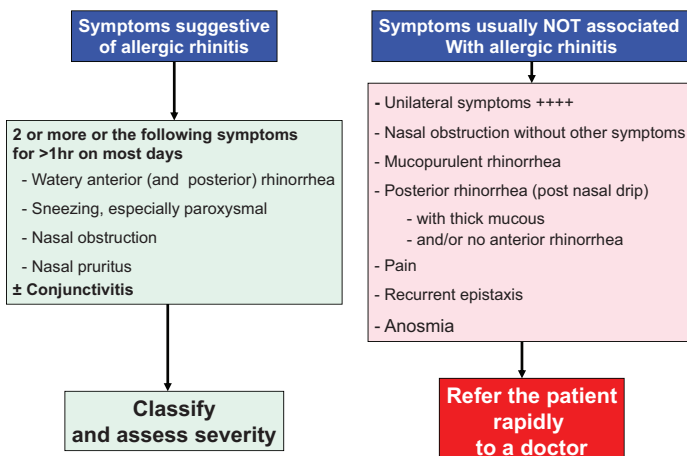 Symptoms suggestive
of allergic rhinitis
2 or more or the following symptoms
for >1hr on most days
- Watery anterior (and posterior) rhinorrhea
- Sneezing, especially paroxysmal
- Nasal obstruction
- Nasal pruritus
± Conjunctivitis
Classify
and assess severity
Symptoms usually NOT associated
With allergic rhinitis
- Unilateral symptoms ++++
- Nasal obstruction without other symptoms
- Mucopurulent rhinorrhea
- Posterior rhinorrhea (post nasal drip)
- with thick mucous
- and/or no anterior rhinorrhea
- Pain
- Recurrent epistaxis
- Anosmia
Refer the patient
rapidly
to a doctor